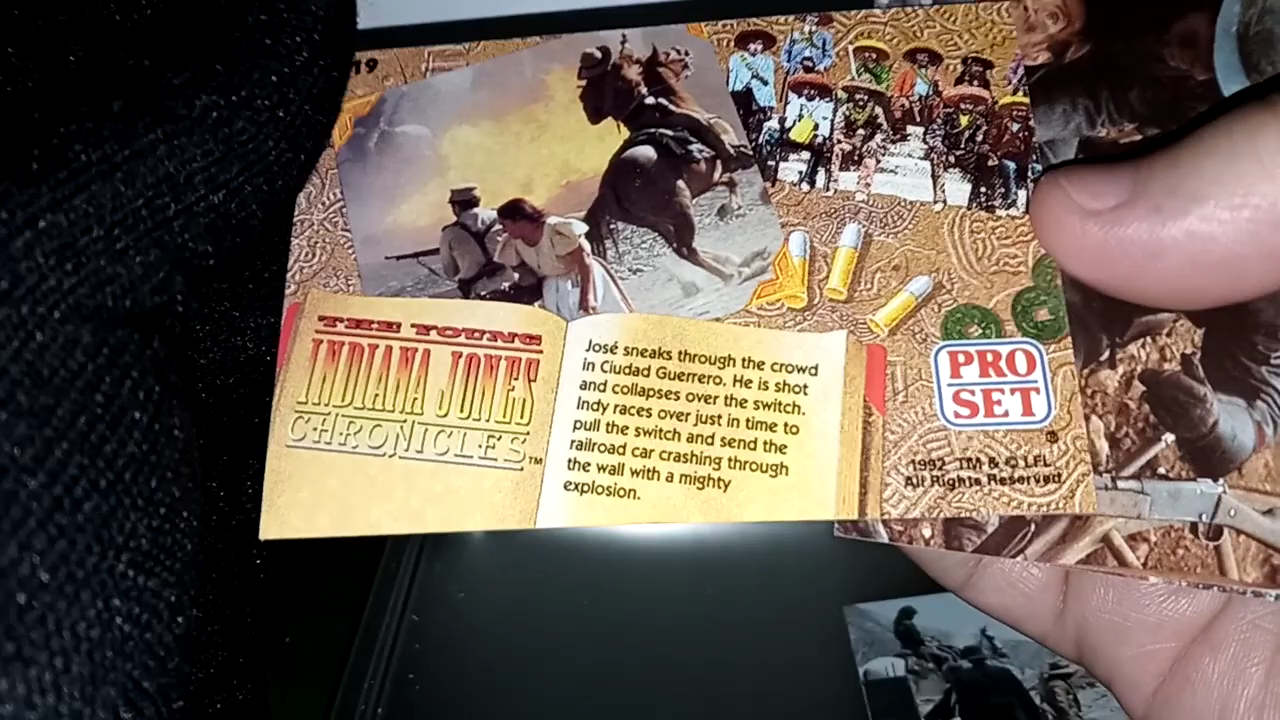 19
THE YOUNG
INDIANA JONES
CHRONICLES™
José sneaks through the crowd
in Ciudad Guerrero. He is shot
and collapses over the switch.
Indy races over just in time to
pull the switch and send the
railroad car crashing through
the wall with a mighty
explosion.
PRO
SET
®
1992 TM & © LFL
All Rights Reserved